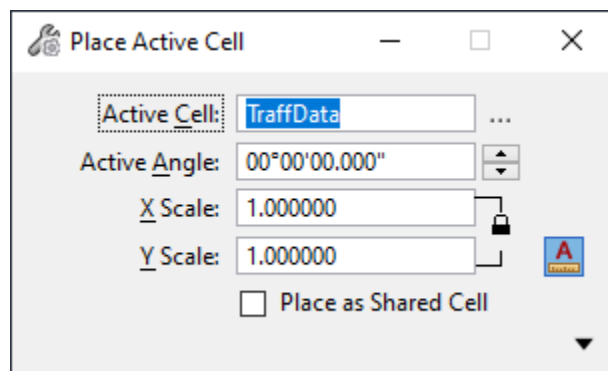 Place Active Cell
Active Cell: TraffData ...
Active Angle: 00°00'00.000"
X Scale: 1.000000
Y Scale: 1.000000
A
Place as Shared Cell